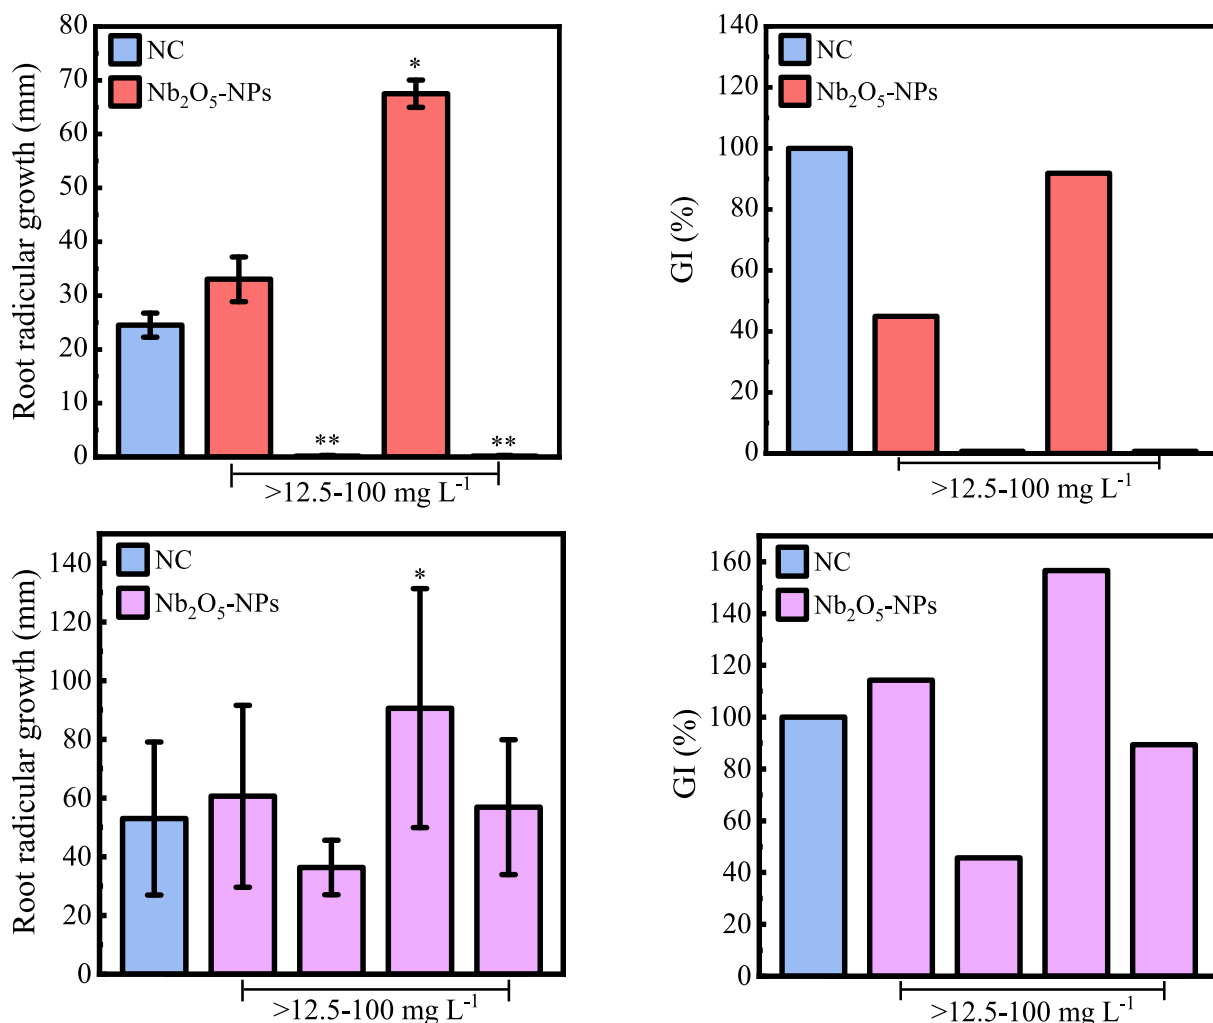 Root radicular growth (mm)
80
70
60
50
40
30
20
10
0
NC
Nb₂O₅-NPs
*
**
**
>12.5-100 mg L⁻¹
GI (%)
140
120
100
80
60
40
20
0
NC
Nb₂O₅-NPs
>12.5-100 mg L⁻¹
Root radicular growth (mm)
140
120
100
80
60
40
20
0
NC
Nb₂O₅-NPs
*
>12.5-100 mg L⁻¹
GI (%)
160
140
120
100
80
60
40
20
0
NC
Nb₂O₅-NPs
>12.5-100 mg L⁻¹